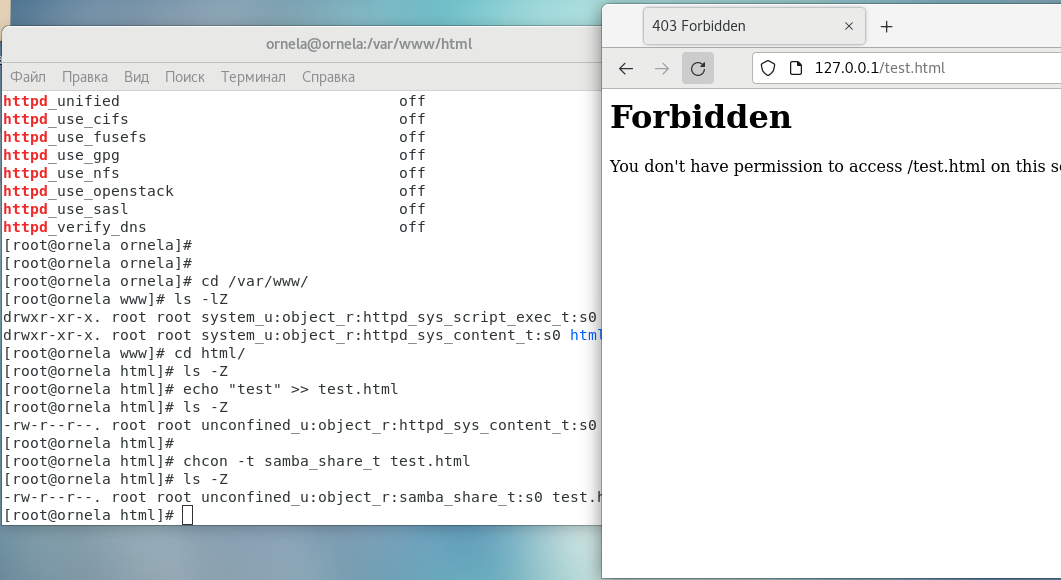 ornela@ornela:/var/www/html
Файл Правка Вид Поиск Терминал Справка
httpd_unified off
httpd_use_cifs off
httpd_use_fusefs off
httpd_use_gpg off
httpd_use_nfs off
httpd_use_openstack off
httpd_use_sasl off
httpd_verify_dns off
[root@ornela ornela]#
[root@ornela ornela]#
[root@ornela ornela]# cd /var/www/
[root@ornela www]# ls -lZ
drwxr-xr-x. root root system_u:object_r:httpd_sys_script_exec_t:s0
drwxr-xr-x. root root system_u:object_r:httpd_sys_content_t:s0 html
[root@ornela www]# cd html/
[root@ornela html]# ls -Z
[root@ornela html]# echo "test" >> test.html
[root@ornela html]# ls -Z
-rw-r--r--. root root unconfined_u:object_r:httpd_sys_content_t:s0
[root@ornela html]#
[root@ornela html]# chcon -t samba_share_t test.html
[root@ornela html]# ls -Z
-rw-r--r--. root root unconfined_u:object_r:samba_share_t:s0 test.h
[root@ornela html]#
403 Forbidden
127.0.0.1/test.html
Forbidden
You don't have permission to access /test.html on this s